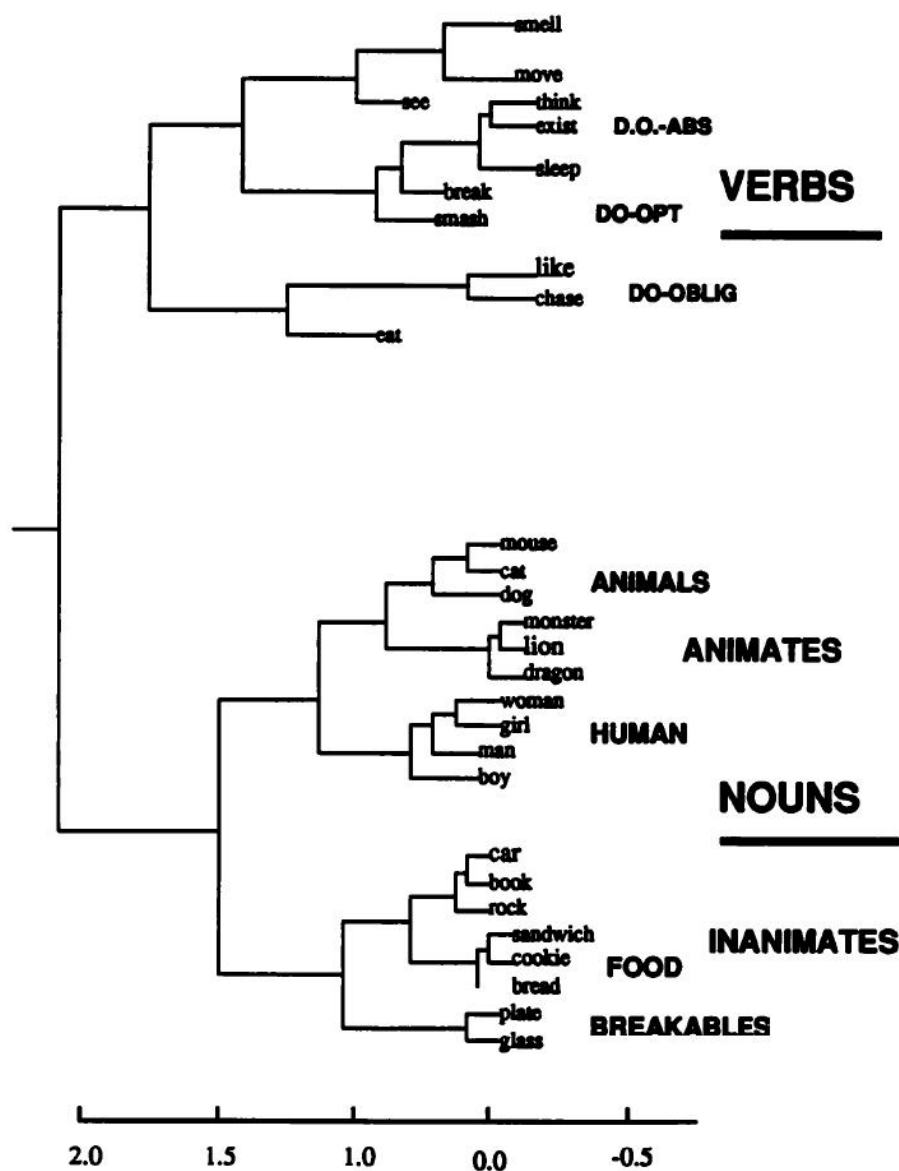 smell
move
see
think
exist
D.O.-ABS
sleep
VERBS
break
smash
DO-OPT
like
chase
DO-OBLIG
eat
mouse
cat
ANIMALS
dog
monster
lion
ANIMATES
dragon
woman
girl
HUMAN
man
boy
NOUNS
car
book
rock
sandwich
INANIMATES
cookie
FOOD
bread
plate
BREAKABLES
glass
2.0 1.5 1.0 0.0 -0.5